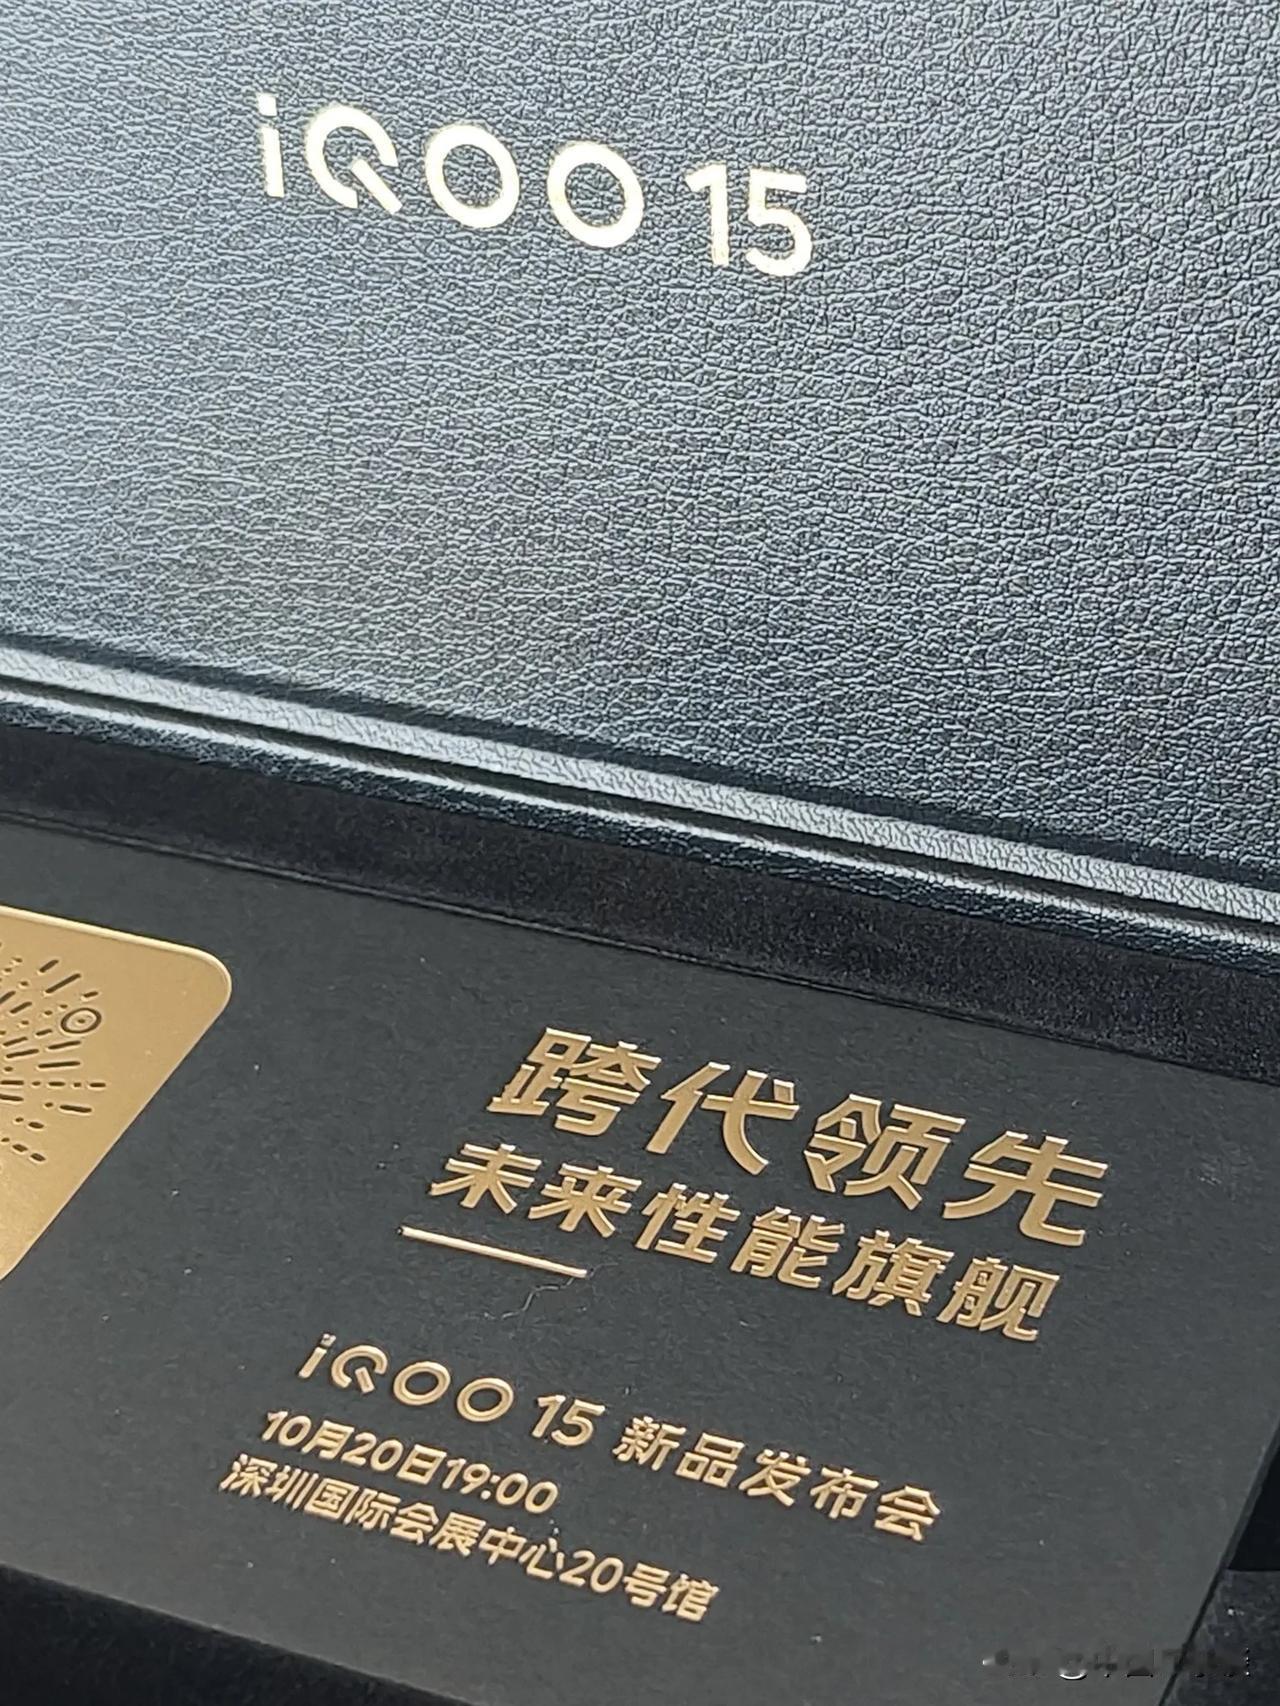 iQOO 15
跨代领先
未来性能旗舰
iQOO 15 新品发布会
10月20日19:00
深圳国际会展中心20号馆